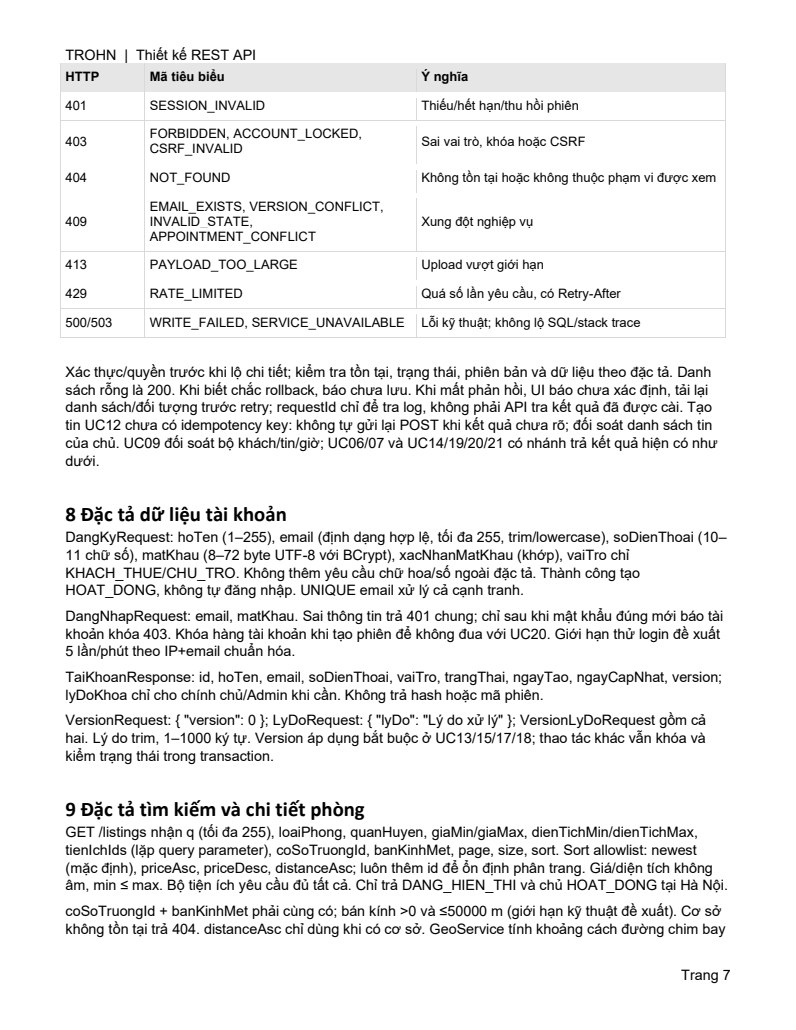 TROHN | Thiết kế REST API
HTTP Mã tiêu biểu Ý nghĩa
401 SESSION_INVALID Thiếu/hết hạn/thu hồi phiên
403 FORBIDDEN, ACCOUNT_LOCKED, CSRF_INVALID Sai vai trò, khóa hoặc CSRF
404 NOT_FOUND Không tồn tại hoặc không thuộc phạm vi được xem
409 EMAIL_EXISTS, VERSION_CONFLICT, INVALID_STATE, APPOINTMENT_CONFLICT Xung đột nghiệp vụ
413 PAYLOAD_TOO_LARGE Upload vượt giới hạn
429 RATE_LIMITED Quá số lần yêu cầu, có Retry-After
500/503 WRITE_FAILED, SERVICE_UNAVAILABLE Lỗi kỹ thuật; không lộ SQL/stack trace
Xác thực/quyền trước khi lộ chi tiết; kiểm tra tồn tại, trạng thái, phiên bản và dữ liệu theo đặc tả. Danh
sách rỗng là 200. Khi biết chắc rollback, báo chưa lưu. Khi mất phản hồi, UI báo chưa xác định, tải lại
danh sách/đối tượng trước retry; requestId chỉ để tra log, không phải API tra kết quả đã được cài. Tạo
tin UC12 chưa có idempotency key: không tự gửi lại POST khi kết quả chưa rõ; đối soát danh sách tin
của chủ. UC09 đối soát bộ khách/tin/giờ; UC06/07 và UC14/19/20/21 có nhánh trả kết quả hiện có như
dưới.
8 Đặc tả dữ liệu tài khoản
DangKyRequest: hoTen (1–255), email (định dạng hợp lệ, tối đa 255, trim/lowercase), soDienThoai (10–
11 chữ số), matKhau (8–72 byte UTF-8 với BCrypt), xacNhanMatKhau (khớp), vaiTro chỉ
KHACH_THUE/CHU_TRO. Không thêm yêu cầu chữ hoa/số ngoài đặc tả. Thành công tạo
HOAT_DONG, không tự đăng nhập. UNIQUE email xử lý cả cạnh tranh.
DangNhapRequest: email, matKhau. Sai thông tin trả 401 chung; chỉ sau khi mật khẩu đúng mới báo tài
khoản khóa 403. Khóa hàng tài khoản khi tạo phiên để không đua với UC20. Giới hạn thử login đề xuất
5 lần/phút theo IP+email chuẩn hóa.
TaiKhoanResponse: id, hoTen, email, soDienThoai, vaiTro, trangThai, ngayTao, ngayCapNhat, version;
lyDoKhoa chỉ cho chính chủ/Admin khi cần. Không trả hash hoặc mã phiên.
VersionRequest: { "version": 0 }; LyDoRequest: { "lyDo": "Lý do xử lý" }; VersionLyDoRequest gồm cả
hai. Lý do trim, 1–1000 ký tự. Version áp dụng bắt buộc ở UC13/15/17/18; thao tác khác vẫn khóa và
kiểm trạng thái trong transaction.
9 Đặc tả tìm kiếm và chi tiết phòng
GET /listings nhận q (tối đa 255), loaiPhong, quanHuyen, giaMin/giaMax, dienTichMin/dienTichMax,
tienIchIds (lặp query parameter), coSoTruongId, banKinhMet, page, size, sort. Sort allowlist: newest
(mặc định), priceAsc, priceDesc, distanceAsc; luôn thêm id để ổn định phân trang. Giá/diện tích không
âm, min ≤ max. Bộ tiện ích yêu cầu đủ tất cả. Chỉ trả DANG_HIEN_THI và chủ HOAT_DONG tại Hà Nội.
coSoTruongId + banKinhMet phải cùng có; bán kính >0 và ≤50000 m (giới hạn kỹ thuật đề xuất). Cơ sở
không tồn tại trả 404. distanceAsc chỉ dùng khi có cơ sở. GeoService tính khoảng cách đường chim bay
Trang 7